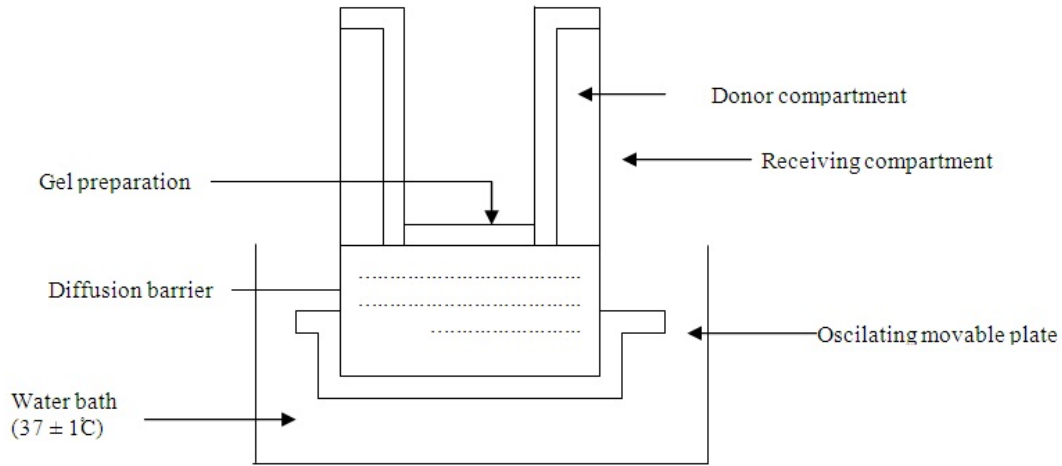 Donor compartment
Receiving compartment
Gel preparation
Diffusion barrier
Oscilating movable plate
Water bath
(37 ± 1°C)